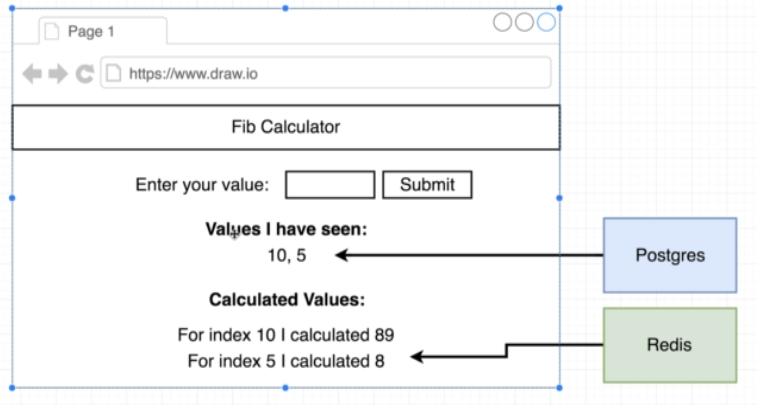 Page 1
https://www.draw.io
Fib Calculator
Enter your value: Submit
Values I have seen:
10, 5
Postgres
Calculated Values:
For index 10 I calculated 89
For index 5 I calculated 8
Redis